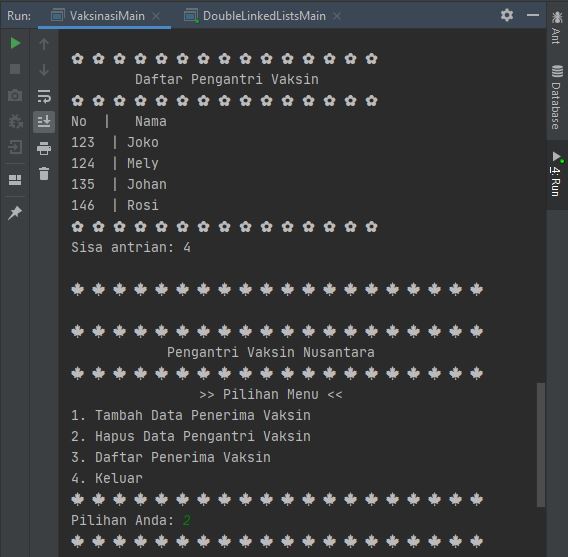 Run: VaksinasiMain DoubleLinkedListsMain
✿ ✿ ✿ ✿ ✿ ✿ ✿ ✿ ✿ ✿ ✿ ✿ ✿ ✿ ✿
Daftar Pengantri Vaksin
✿ ✿ ✿ ✿ ✿ ✿ ✿ ✿ ✿ ✿ ✿ ✿ ✿ ✿ ✿
No | Nama
123 | Joko
124 | Mely
135 | Johan
146 | Rosi
✿ ✿ ✿ ✿ ✿ ✿ ✿ ✿ ✿ ✿ ✿ ✿ ✿ ✿ ✿
Sisa antrian: 4
🍁 🍁 🍁 🍁 🍁 🍁 🍁 🍁 🍁 🍁 🍁 🍁 🍁 🍁 🍁 🍁 🍁 🍁 🍁 🍁
🍁 🍁 🍁 🍁 🍁 🍁 🍁 🍁 🍁 🍁 🍁 🍁 🍁 🍁 🍁 🍁 🍁 🍁 🍁 🍁
Pengantri Vaksin Nusantara
🍁 🍁 🍁 🍁 🍁 🍁 🍁 🍁 🍁 🍁 🍁 🍁 🍁 🍁 🍁 🍁 🍁 🍁 🍁 🍁
>> Pilihan Menu <<
1. Tambah Data Penerima Vaksin
2. Hapus Data Pengantri Vaksin
3. Daftar Penerima Vaksin
4. Keluar
🍁 🍁 🍁 🍁 🍁 🍁 🍁 🍁 🍁 🍁 🍁 🍁 🍁 🍁 🍁 🍁 🍁 🍁 🍁 🍁
Pilihan Anda: 2
🍁 🍁 🍁 🍁 🍁 🍁 🍁 🍁 🍁 🍁 🍁 🍁 🍁 🍁 🍁 🍁 🍁 🍁 🍁 🍁
Ant
Database
4: Run